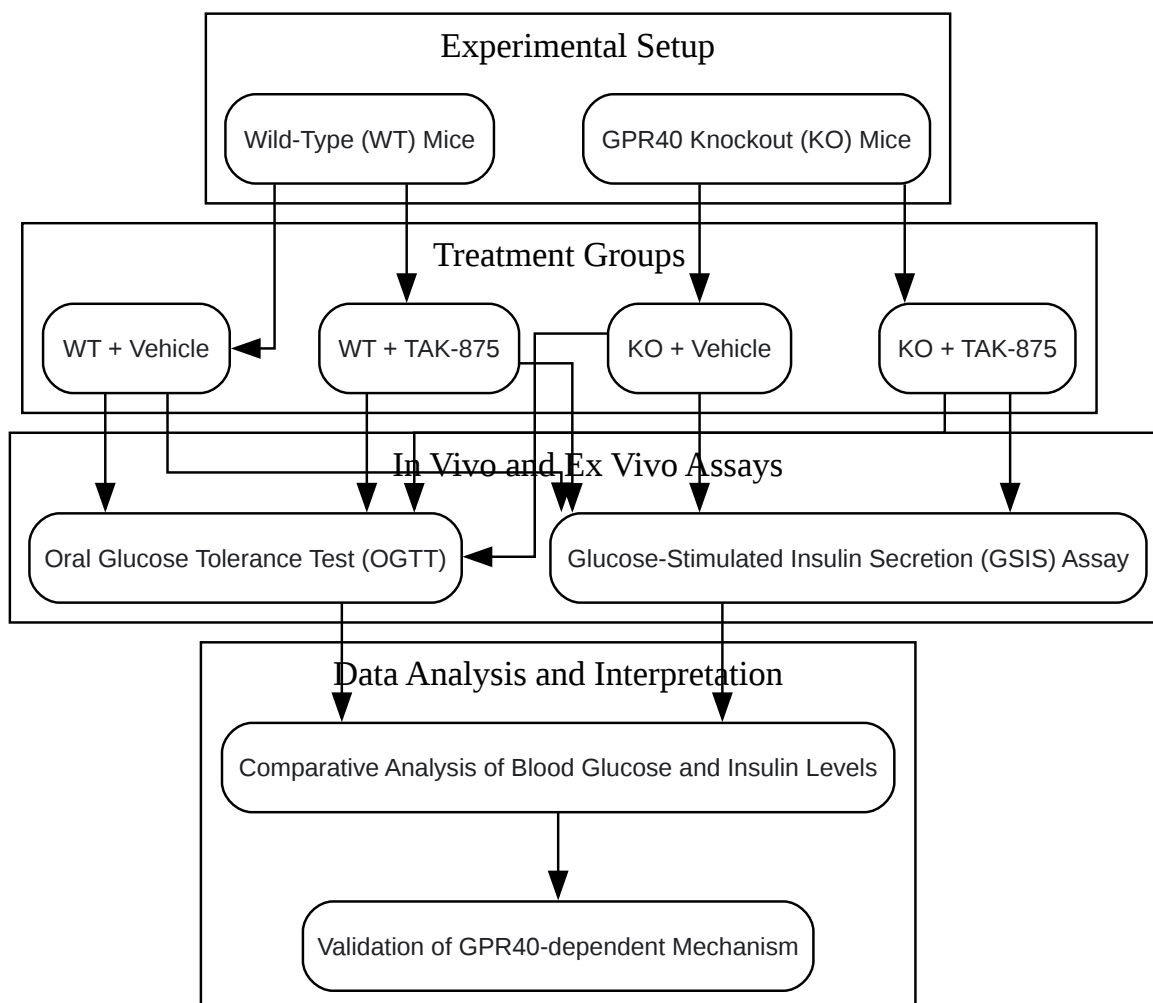 Experimental Setup
Wild-Type (WT) Mice
GPR40 Knockout (KO) Mice
Treatment Groups
WT + Vehicle
WT + TAK-875
KO + Vehicle
KO + TAK-875
In Vivo and Ex Vivo Assays
Oral Glucose Tolerance Test (OGTT)
Glucose-Stimulated Insulin Secretion (GSIS) Assay
Data Analysis and Interpretation
Comparative Analysis of Blood Glucose and Insulin Levels
Validation of GPR40-dependent Mechanism